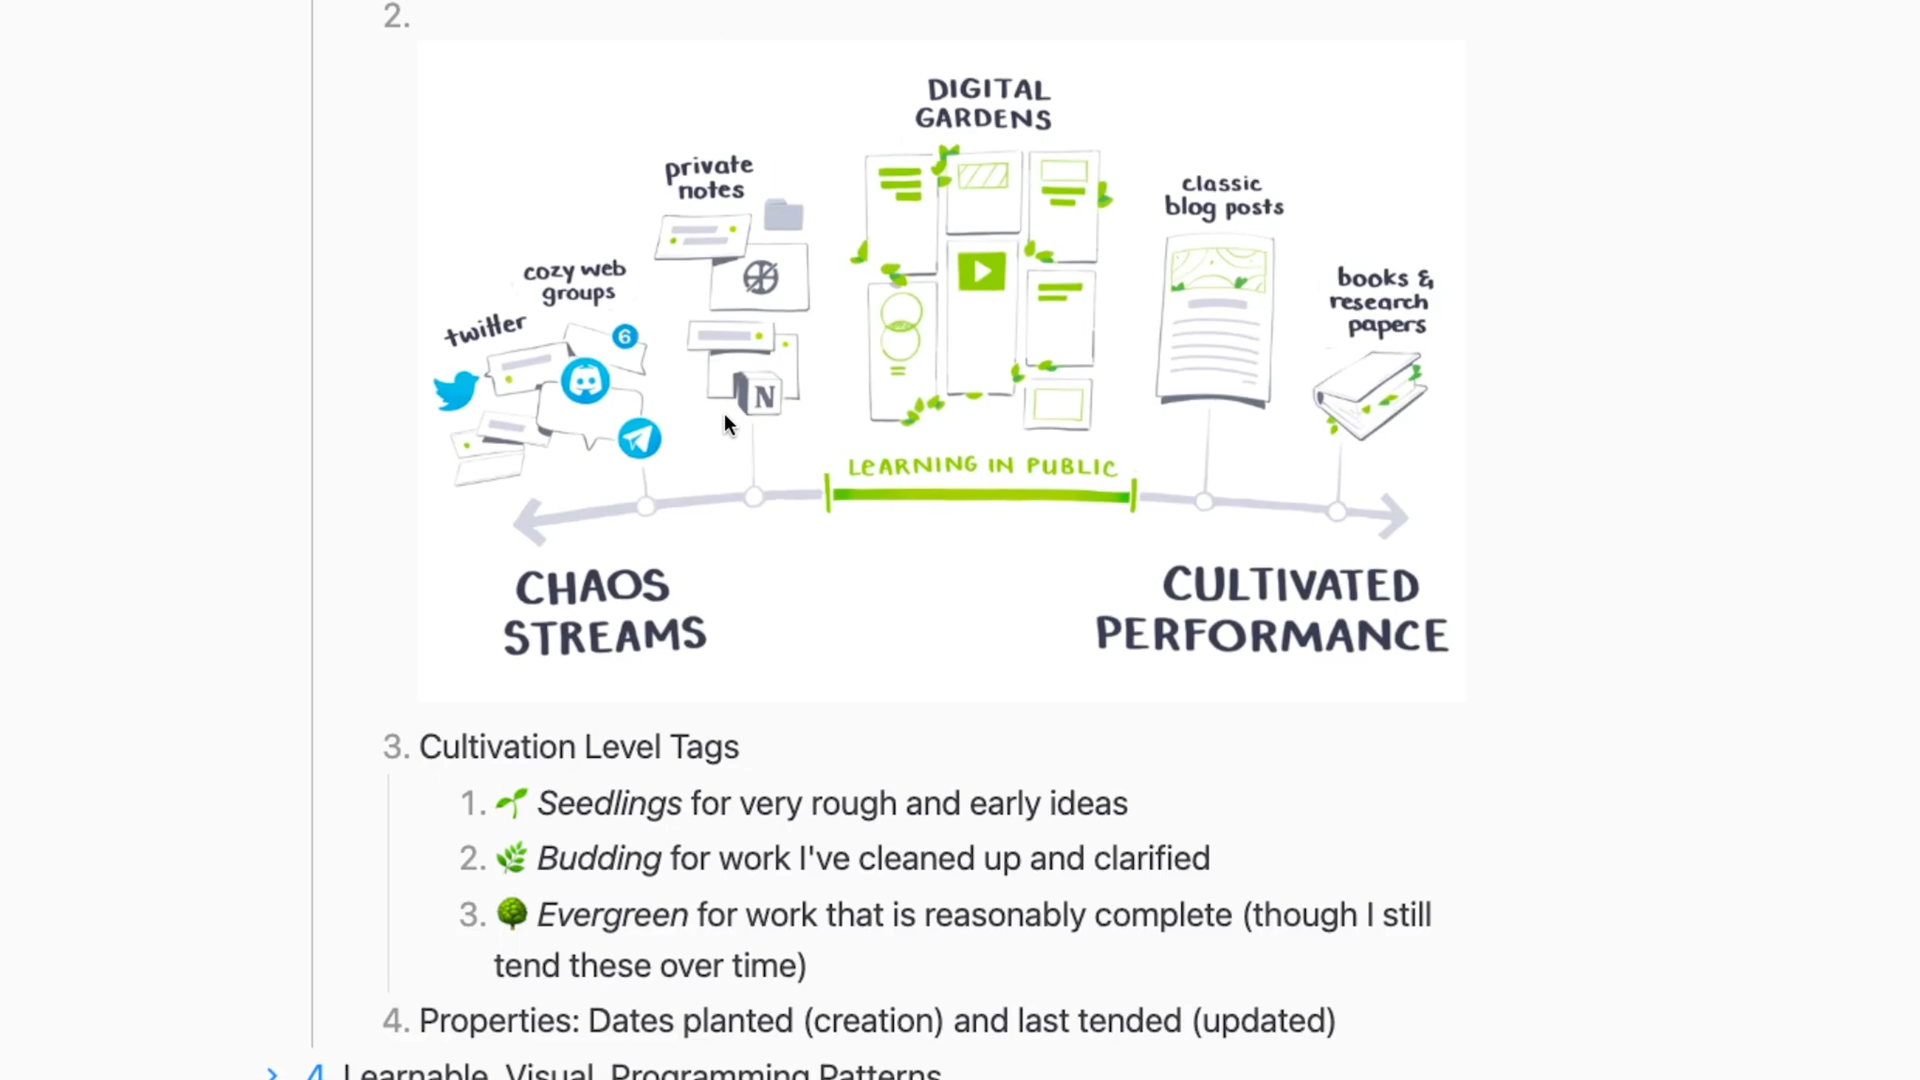 2.
DIGITAL
GARDENS
private
notes
classic
blog posts
cozy web
groups
books &
research
papers
twitter
6
N
LEARNING IN PUBLIC
CHAOS
STREAMS
CULTIVATED
PERFORMANCE
3. Cultivation Level Tags
1. 🌱 Seedlings for very rough and early ideas
2. 🌿 Budding for work I've cleaned up and clarified
3. 🌳 Evergreen for work that is reasonably complete (though I still
tend these over time)
4. Properties: Dates planted (creation) and last tended (updated)
4. Learnable, Visual, Programming Patterns